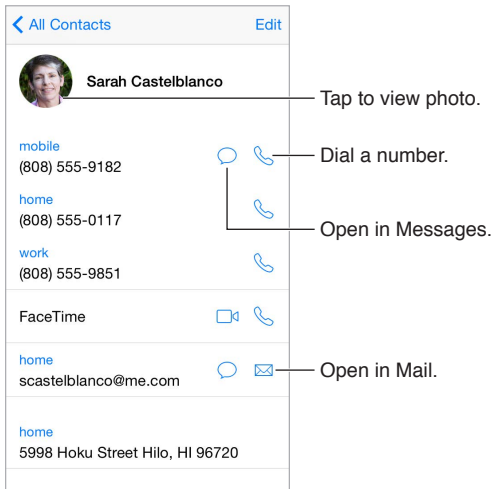 All Contacts Edit
Sarah Castelblanco
Tap to view photo.
mobile
(808) 555-9182
Dial a number.
home
(808) 555-0117
Open in Messages.
work
(808) 555-9851
FaceTime
home
scastelblanco@me.com
Open in Mail.
home
5998 Hoku Street Hilo, HI 96720